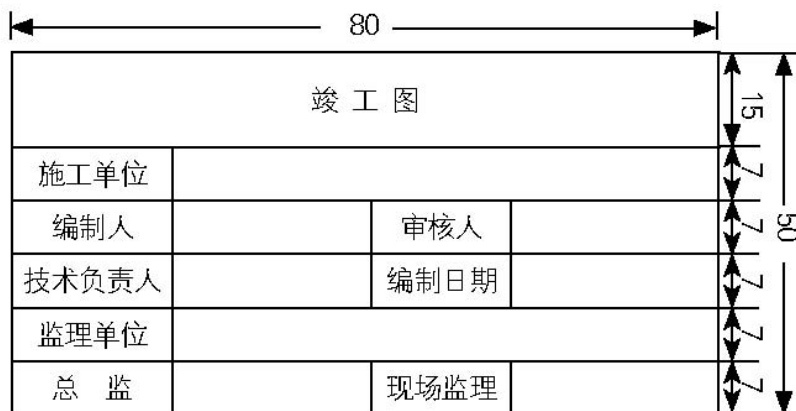 80
竣 工 图
15
施工单位
7
编制人 审核人
7
50
技术负责人 编制日期
7
监理单位
7
总 监 现场监理
7